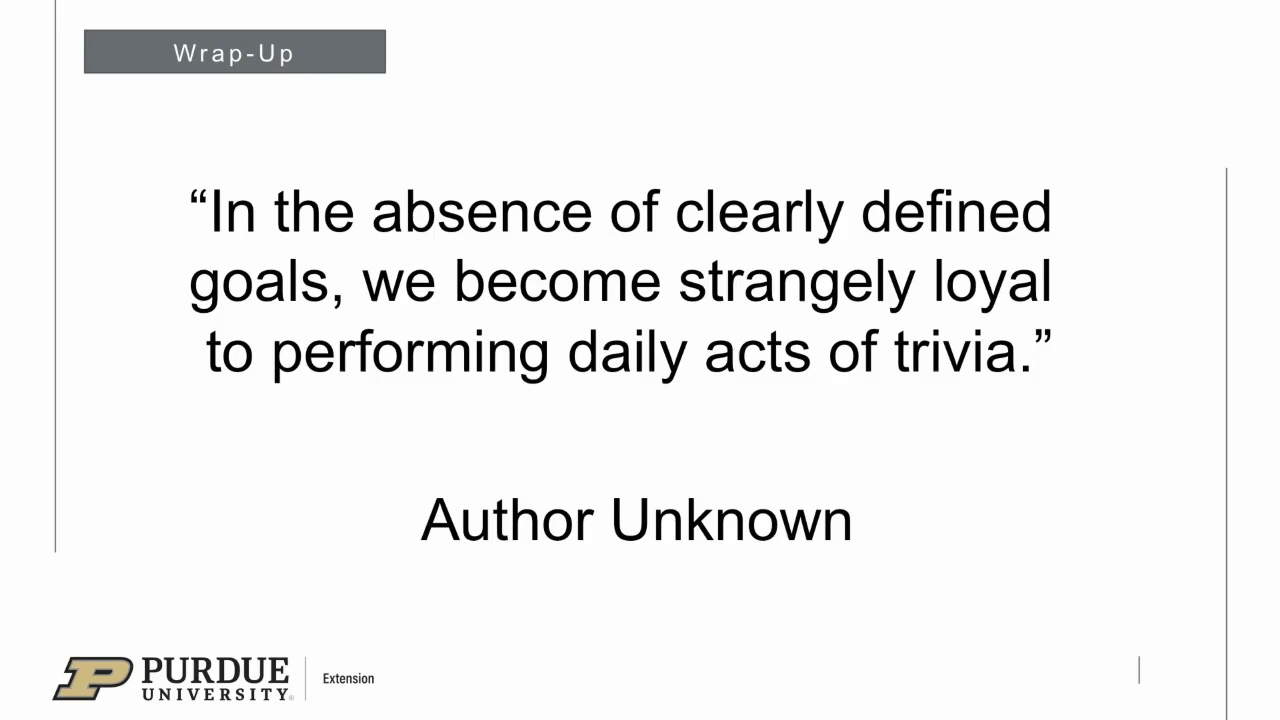 Wrap-Up
“In the absence of clearly defined
goals, we become strangely loyal
to performing daily acts of trivia.”
Author Unknown
PURDUE
UNIVERSITY®
Extension